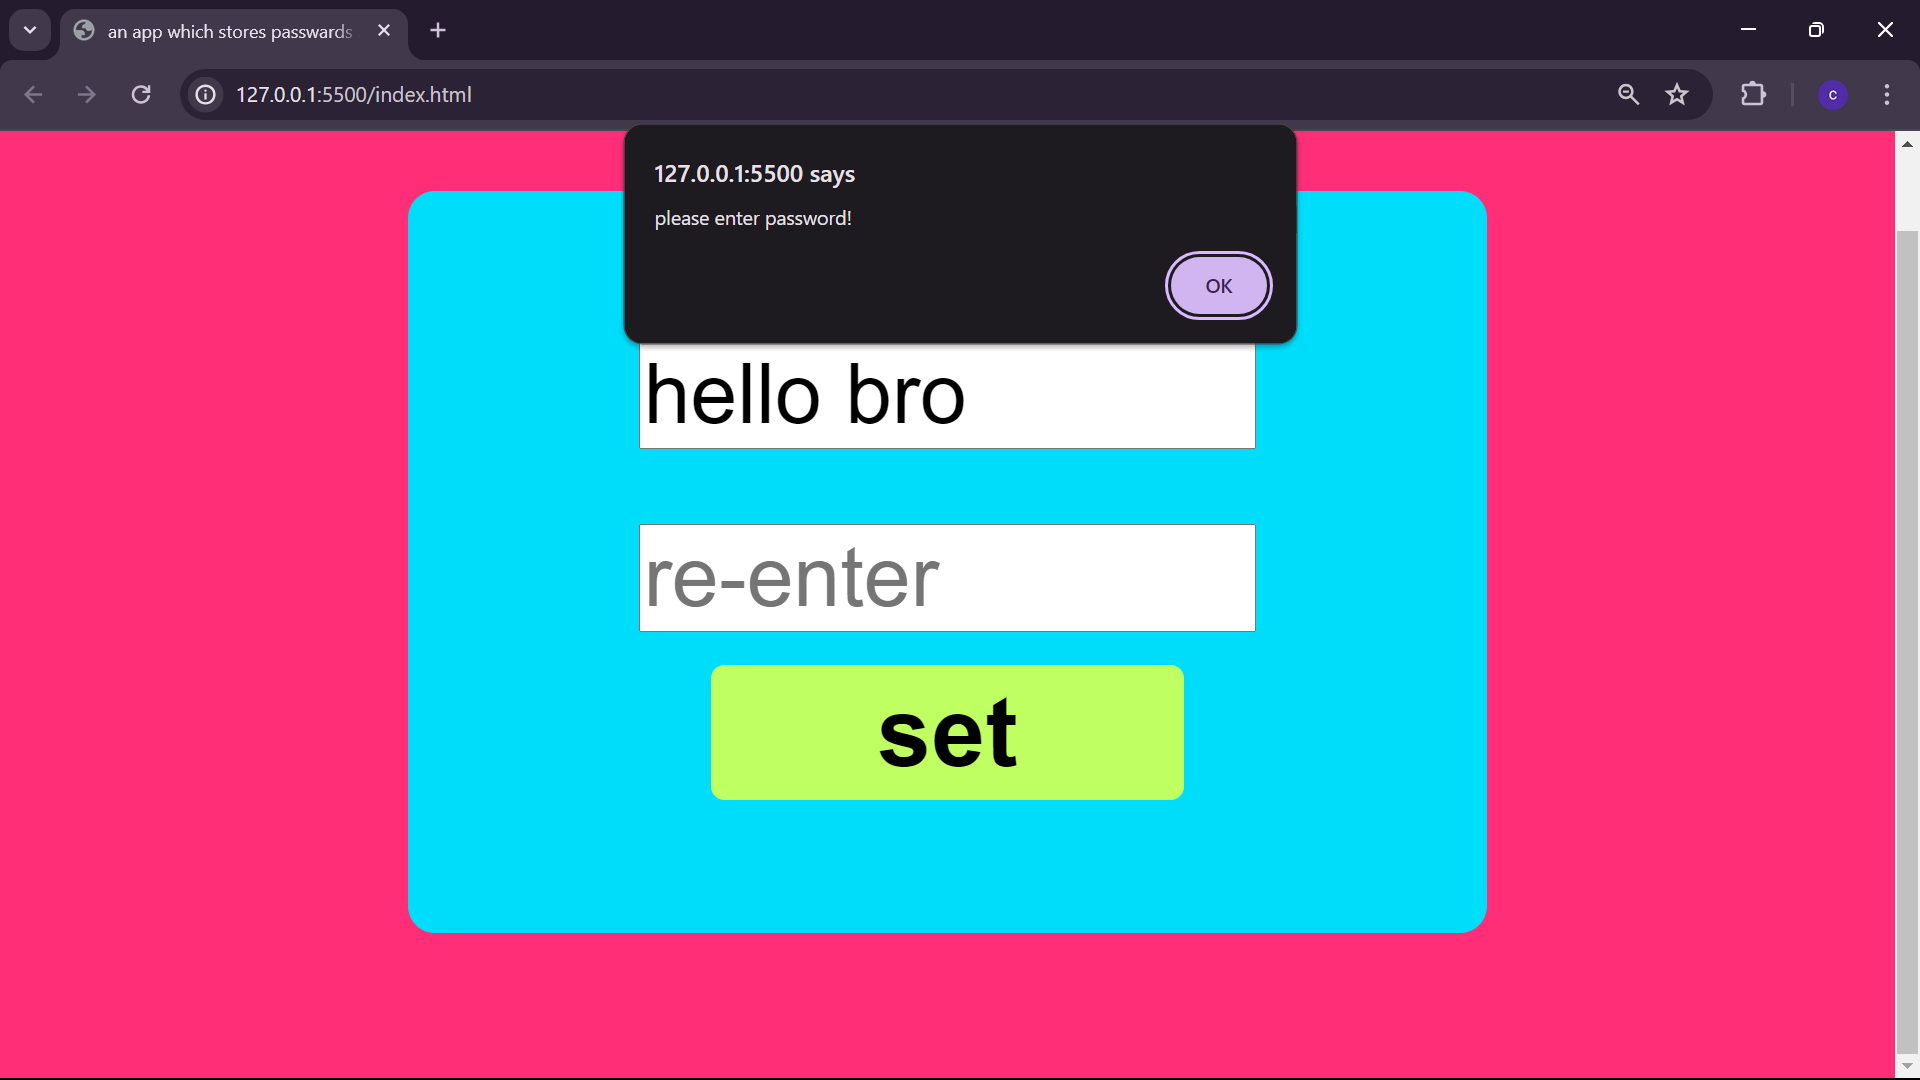 an app which stores passwards
127.0.0.1:5500/index.html
c
127.0.0.1:5500 says
please enter password!
OK
hello bro
re-enter
set